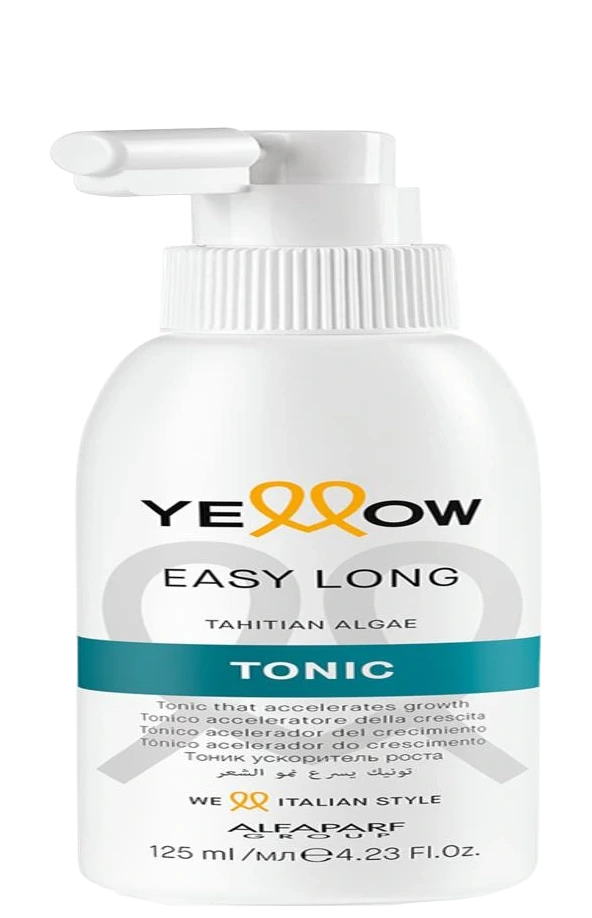 YELLOW
EASY LONG
TAHITIAN ALGAE
TONIC
Tonic that accelerates growth
Tonico acceleratore della crescita
Tónico acelerador del crecimiento
Tônico acelerador do crescimento
Тоник ускоритель роста
تونيك يسرع نمو الشعر
WE ITALIAN STYLE
ALFAPARF
GROUP
125 ml /мл ℮ 4.23 Fl.Oz.